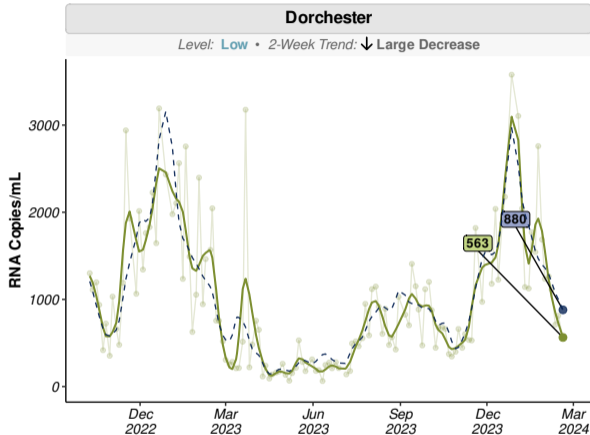 Dorchester
Level: Low • 2-Week Trend: ↓ Large Decrease
RNA Copies/mL
3000
2000
1000
0
880
563
Dec 2022
Mar 2023
Jun 2023
Sep 2023
Dec 2023
Mar 2024